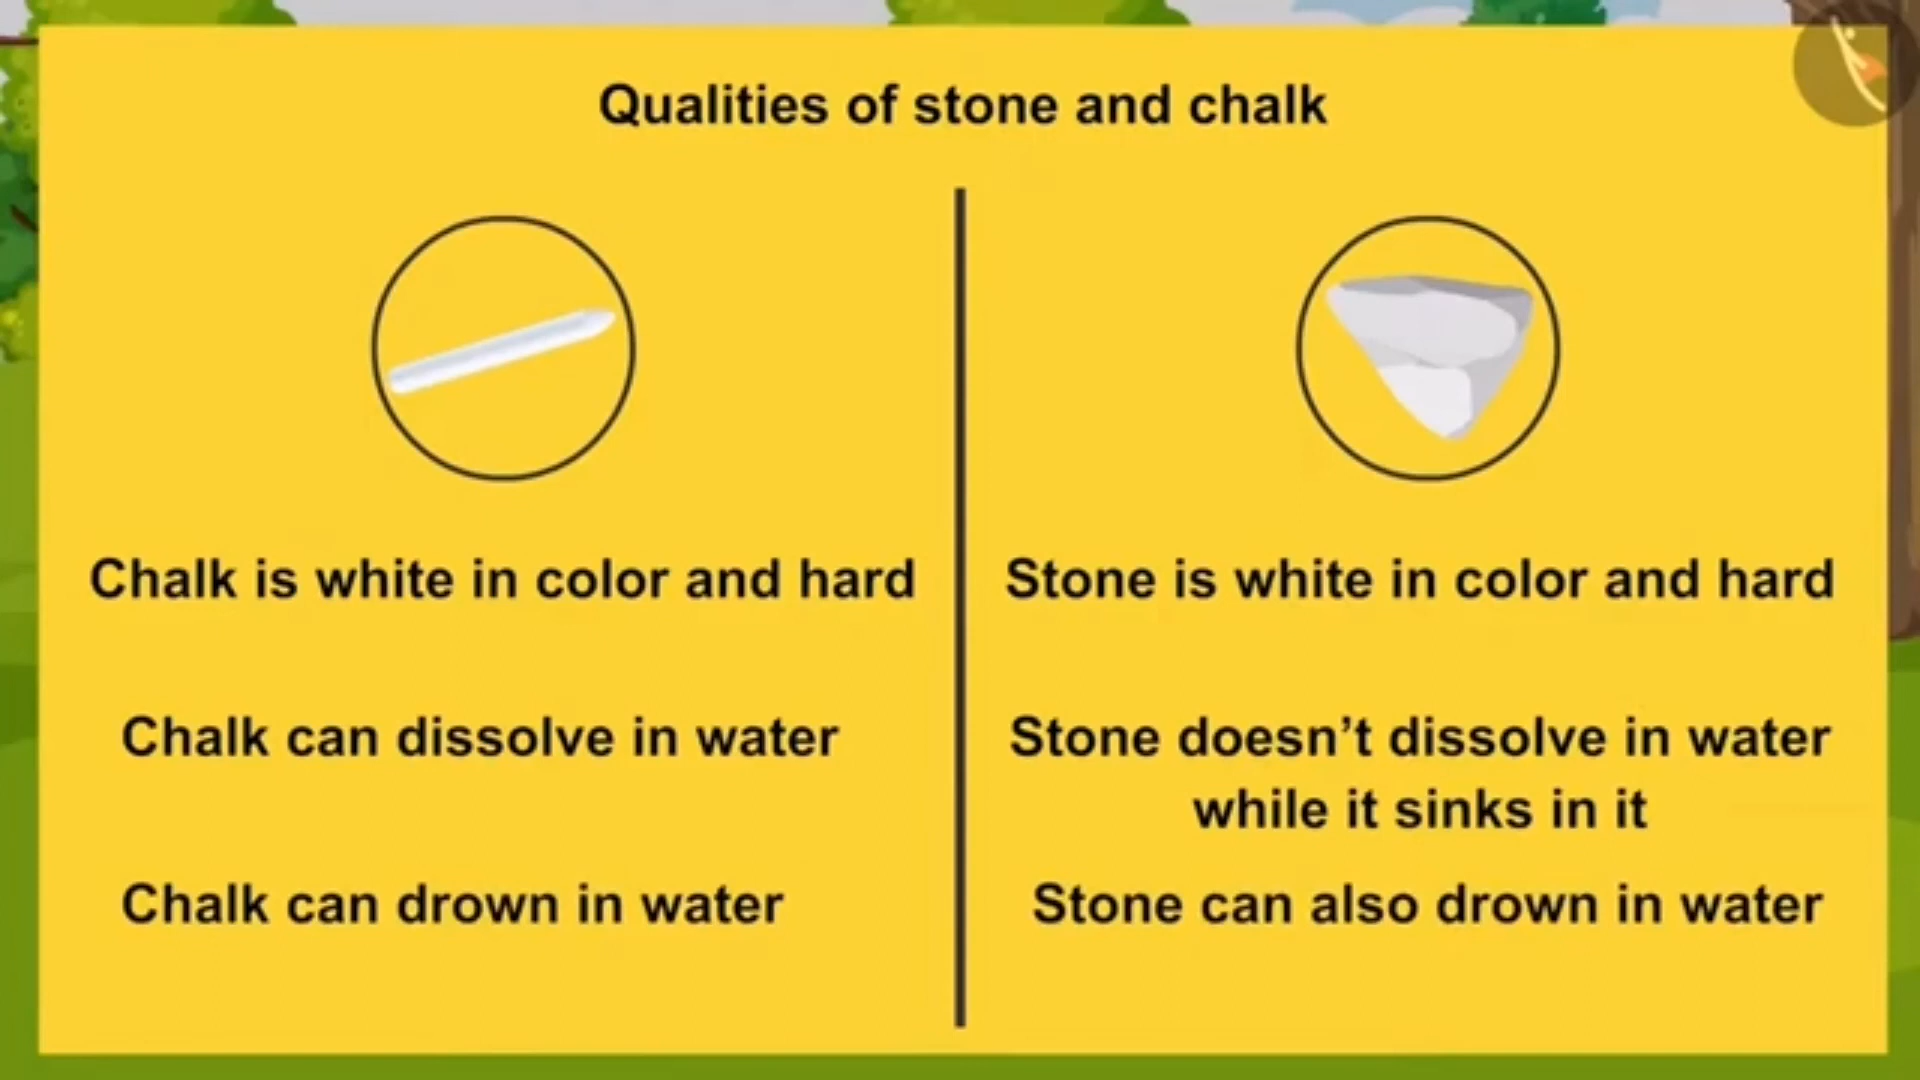 Qualities of stone and chalk
Chalk is white in color and hard
Chalk can dissolve in water
Chalk can drown in water
Stone is white in color and hard
Stone doesn’t dissolve in water
while it sinks in it
Stone can also drown in water